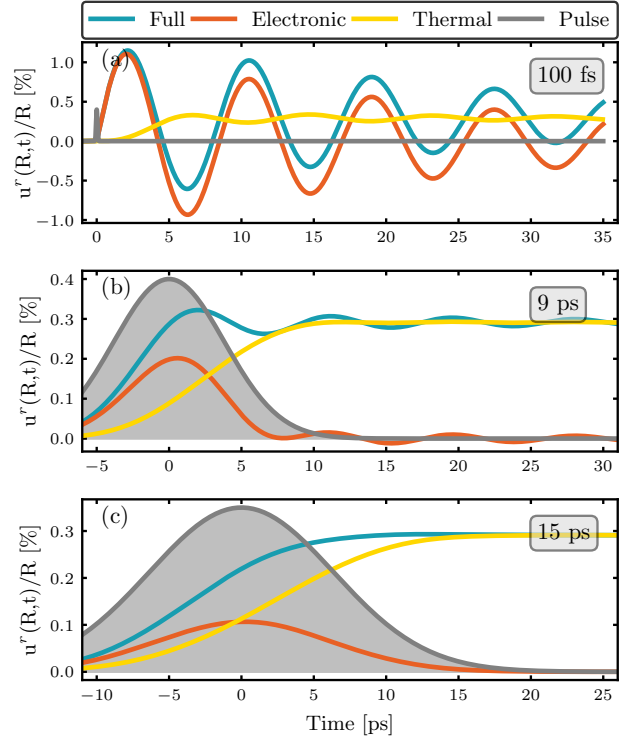 Full Electronic Thermal Pulse
(a)
100 fs
u^r(R,t)/R [%]
1.0
0.5
0.0
−0.5
−1.0
0 5 10 15 20 25 30 35
(b)
9 ps
u^r(R,t)/R [%]
0.4
0.3
0.2
0.1
0.0
−5 0 5 10 15 20 25 30
(c)
15 ps
u^r(R,t)/R [%]
0.3
0.2
0.1
0.0
−10 −5 0 5 10 15 20 25
Time [ps]